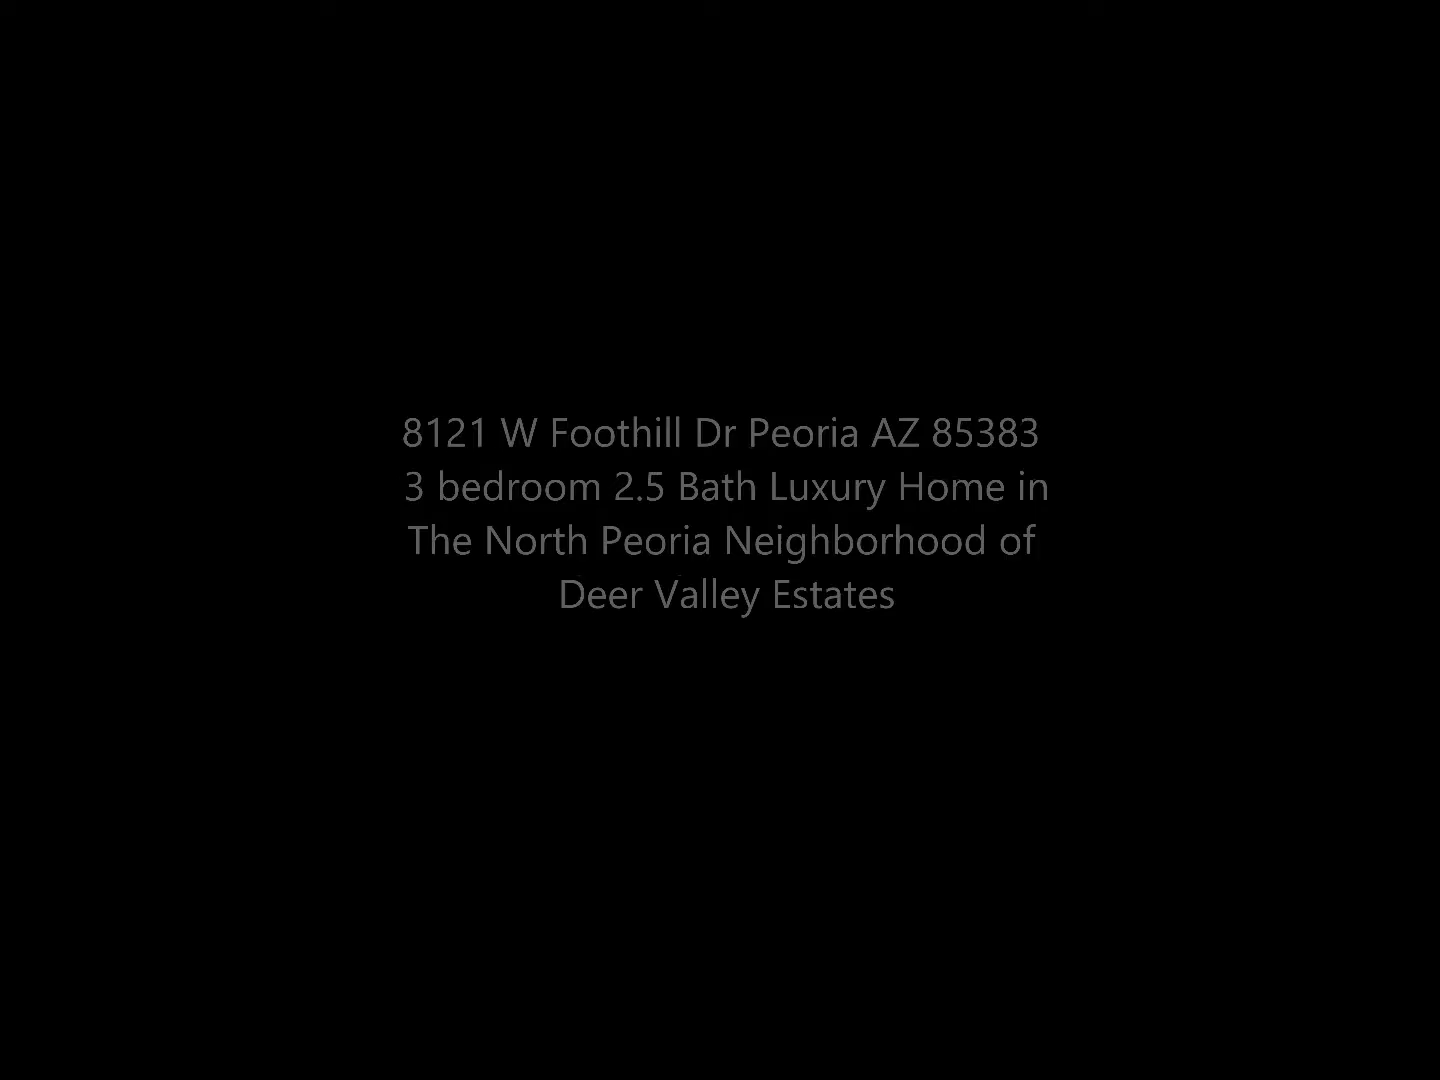 8121 W Foothill Dr Peoria AZ 85383
3 bedroom 2.5 Bath Luxury Home in
The North Peoria Neighborhood of
Deer Valley Estates